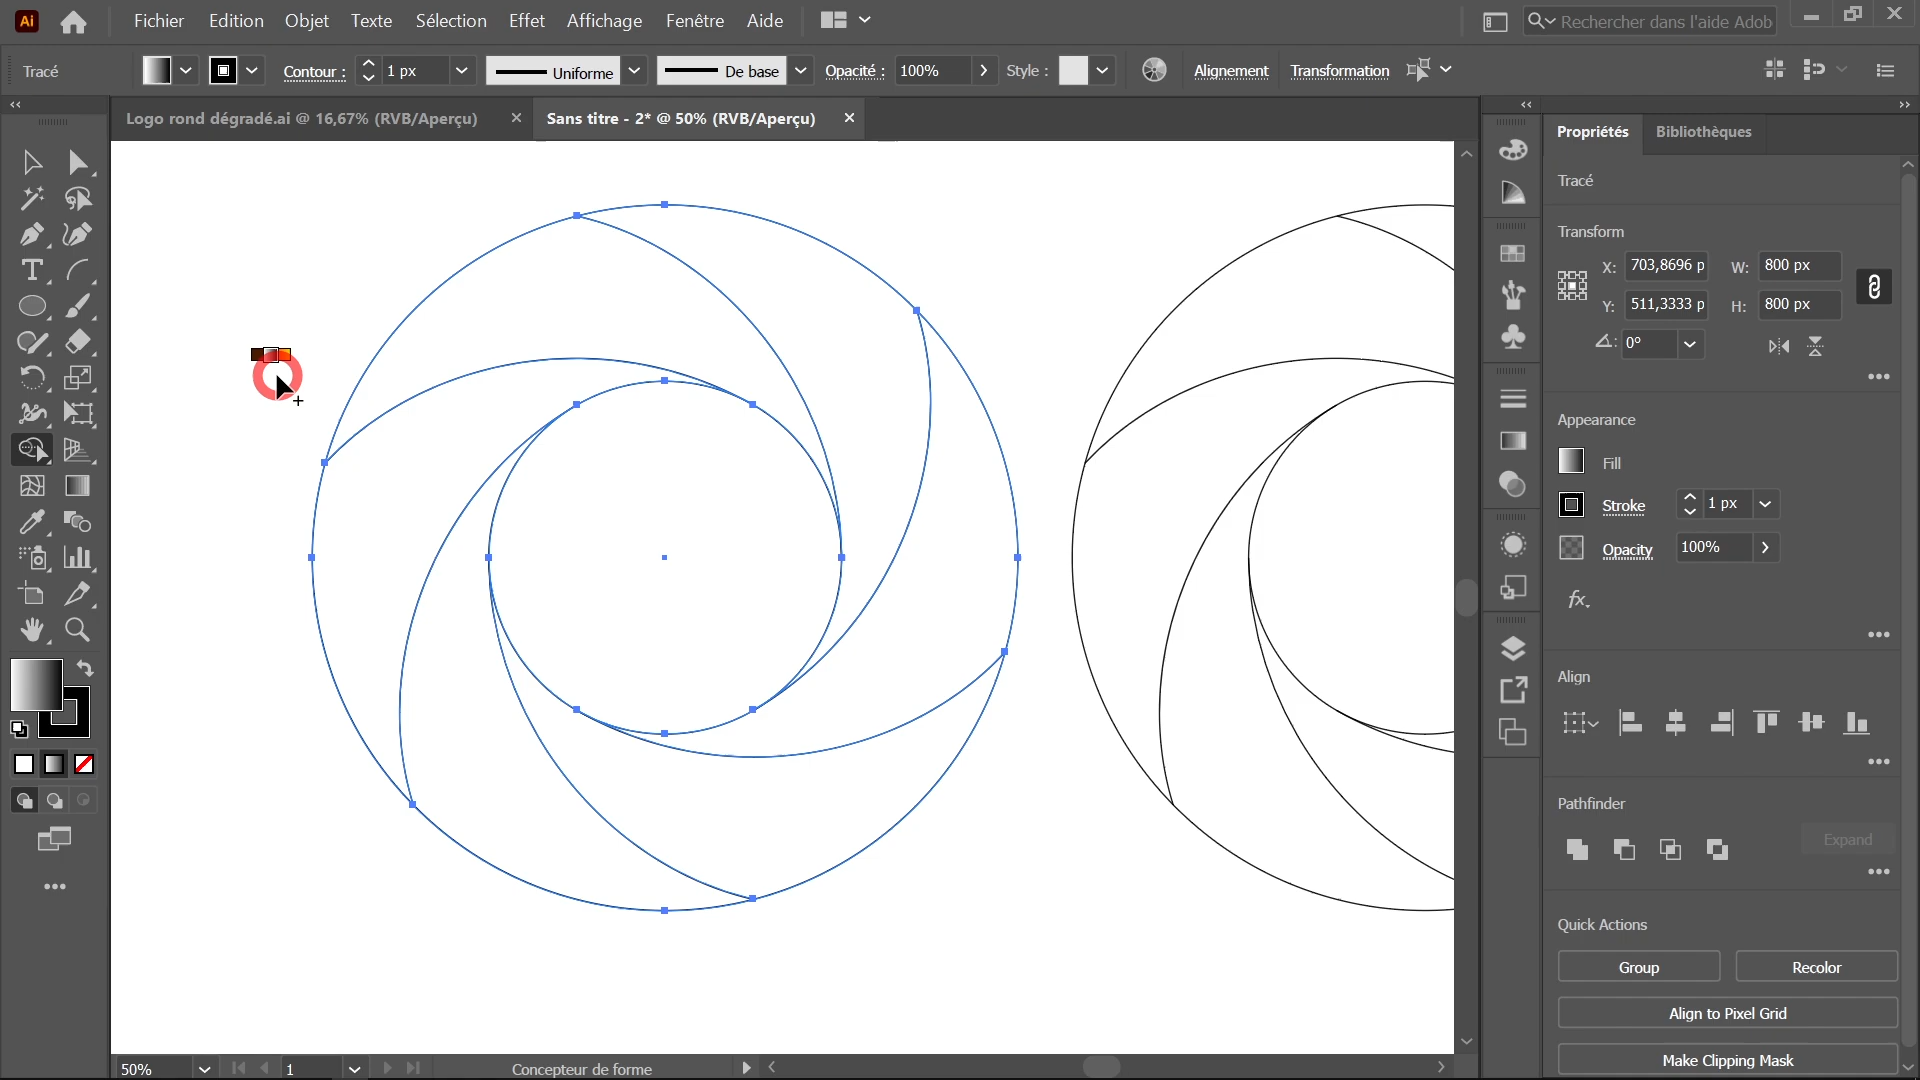 Ai Fichier Edition Objet Texte Sélection Effet Affichage Fenêtre Aide Rechercher dans l'aide Adob
Tracé Contour : 1 px Uniforme De base Opacité : 100% Style : Alignement Transformation
Logo rond dégradé.ai @ 16,67% (RVB/Aperçu) Sans titre - 2* @ 50% (RVB/Aperçu)
Propriétés Bibliothèques
Tracé
Transform
X: 703,8696 p W: 800 px
Y: 511,3333 p H: 800 px
0°
Appearance
Fill
Stroke 1 px
Opacity 100%
fx
Align
Pathfinder
Expand
Quick Actions
Group Recolor
Align to Pixel Grid
Make Clipping Mask
50% 1 Concepteur de forme